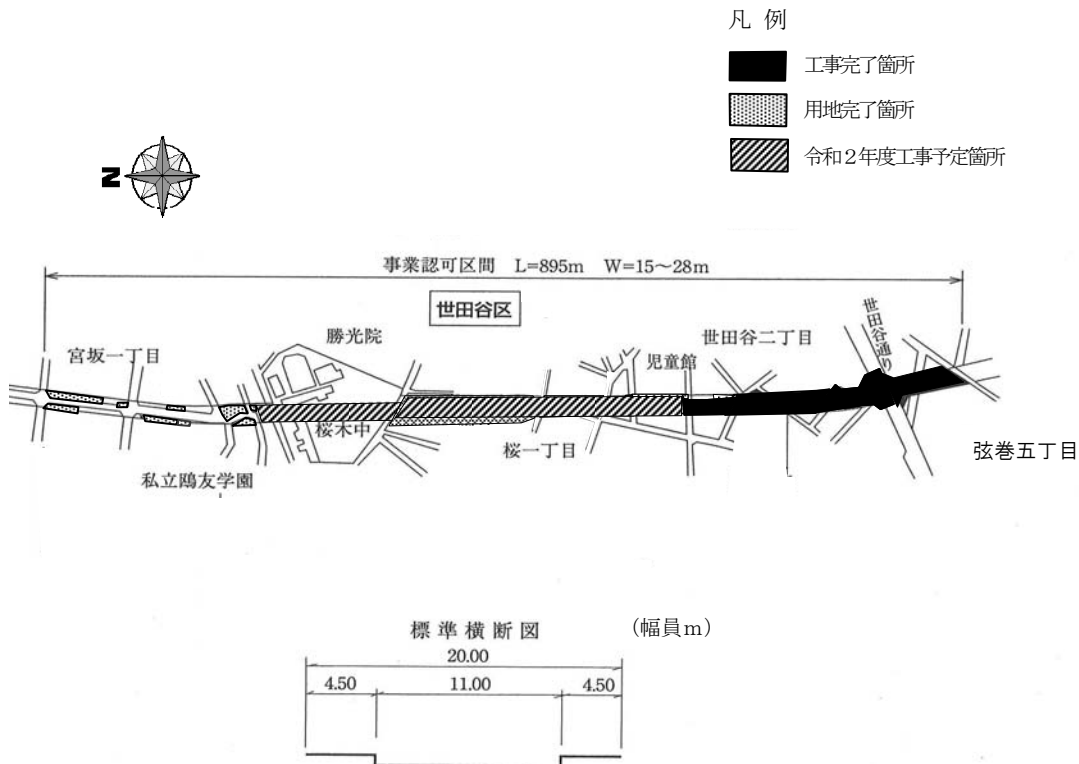 凡 例
工事完了箇所
用地完了箇所
令和２年度工事予定箇所
N
事業認可区間 L=895m W=15〜28m
世田谷区
勝光院
世田谷二丁目
世田谷通り
宮坂一丁目
児童館
桜木中
桜一丁目
弦巻五丁目
私立鴎友学園
標準横断図
(幅員m)
20.00
4.50 11.00 4.50